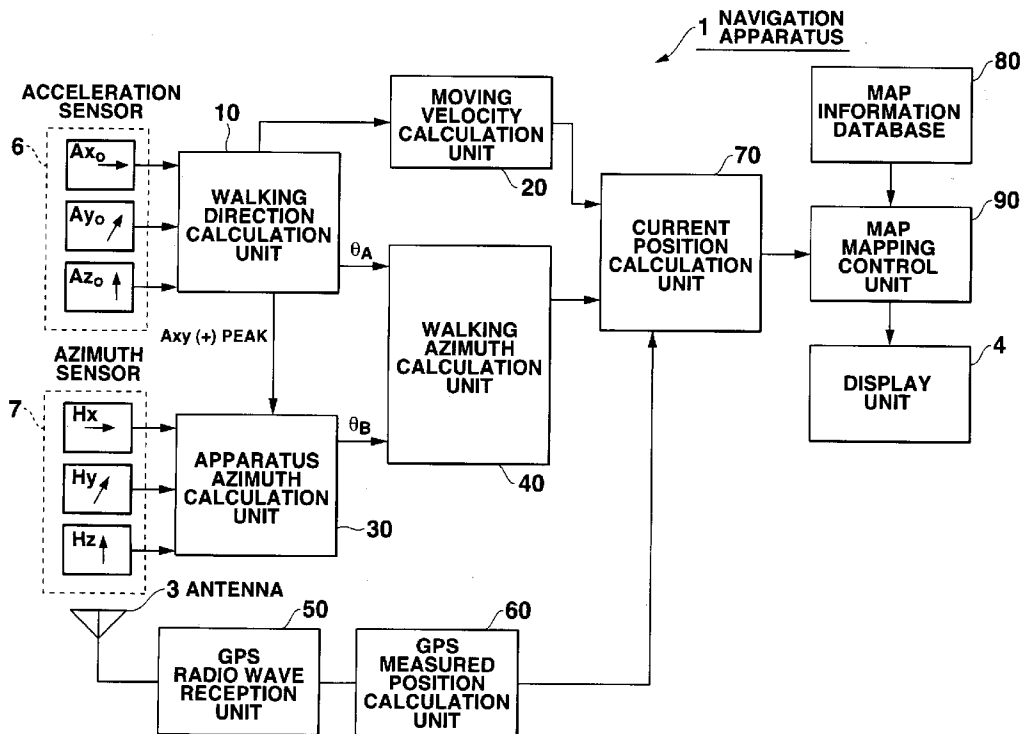 1 NAVIGATION
APPARATUS
ACCELERATION
SENSOR
6
Axo
Ayo
Azo
10
WALKING
DIRECTION
CALCULATION
UNIT
MOVING
VELOCITY
CALCULATION
UNIT
20
80
MAP
INFORMATION
DATABASE
70
CURRENT
POSITION
CALCULATION
UNIT
90
MAP
MAPPING
CONTROL
UNIT
4
DISPLAY
UNIT
θA
Axy (+) PEAK
WALKING
AZIMUTH
CALCULATION
UNIT
40
AZIMUTH
SENSOR
7
Hx
Hy
Hz
θB
APPARATUS
AZIMUTH
CALCULATION
UNIT
30
3 ANTENNA
50
GPS
RADIO WAVE
RECEPTION
UNIT
60
GPS
MEASURED
POSITION
CALCULATION
UNIT